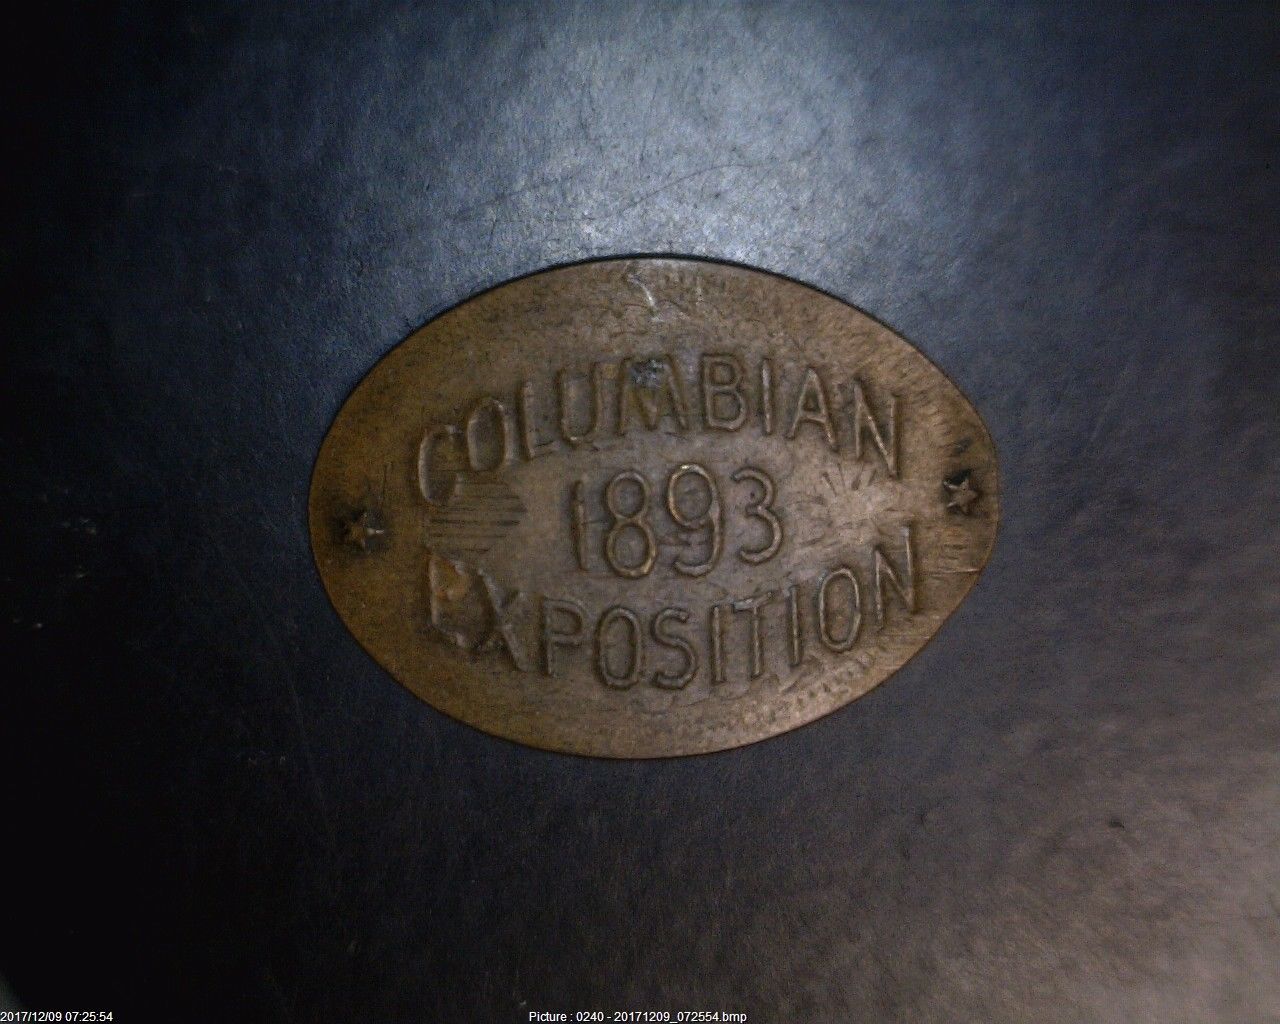 COLUMBIAN
1893
EXPOSITION
2017/12/09 07:25:54
Picture : 0240 - 20171209_072554.bmp